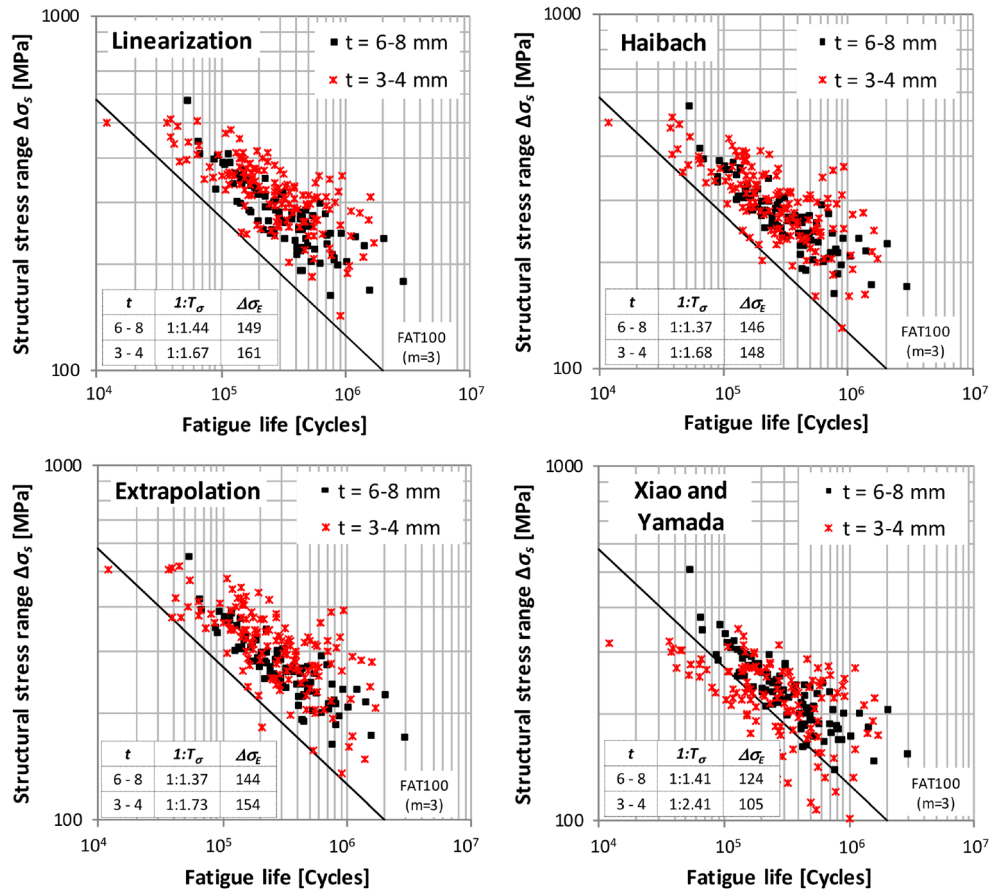 1000
Linearization
t = 6-8 mm
t = 3-4 mm
Structural stress range Δσs [MPa]
t 1:Tσ ΔσE
6 - 8 1:1.44 149
3 - 4 1:1.67 161
FAT100
(m=3)
100
10⁴ 10⁵ 10⁶ 10⁷
Fatigue life [Cycles]
1000
Haibach
t = 6-8 mm
t = 3-4 mm
Structural stress range Δσs [MPa]
t 1:Tσ ΔσE
6 - 8 1:1.37 146
3 - 4 1:1.68 148
FAT100
(m=3)
100
10⁴ 10⁵ 10⁶ 10⁷
Fatigue life [Cycles]
1000
Extrapolation
t = 6-8 mm
t = 3-4 mm
Structural stress range Δσs [MPa]
t 1:Tσ ΔσE
6 - 8 1:1.37 144
3 - 4 1:1.73 154
FAT100
(m=3)
100
10⁴ 10⁵ 10⁶ 10⁷
Fatigue life [Cycles]
1000
Xiao and
Yamada
t = 6-8 mm
t = 3-4 mm
Structural stress range Δσs [MPa]
t 1:Tσ ΔσE
6 - 8 1:1.41 124
3 - 4 1:2.41 105
FAT100
(m=3)
100
10⁴ 10⁵ 10⁶ 10⁷
Fatigue life [Cycles]